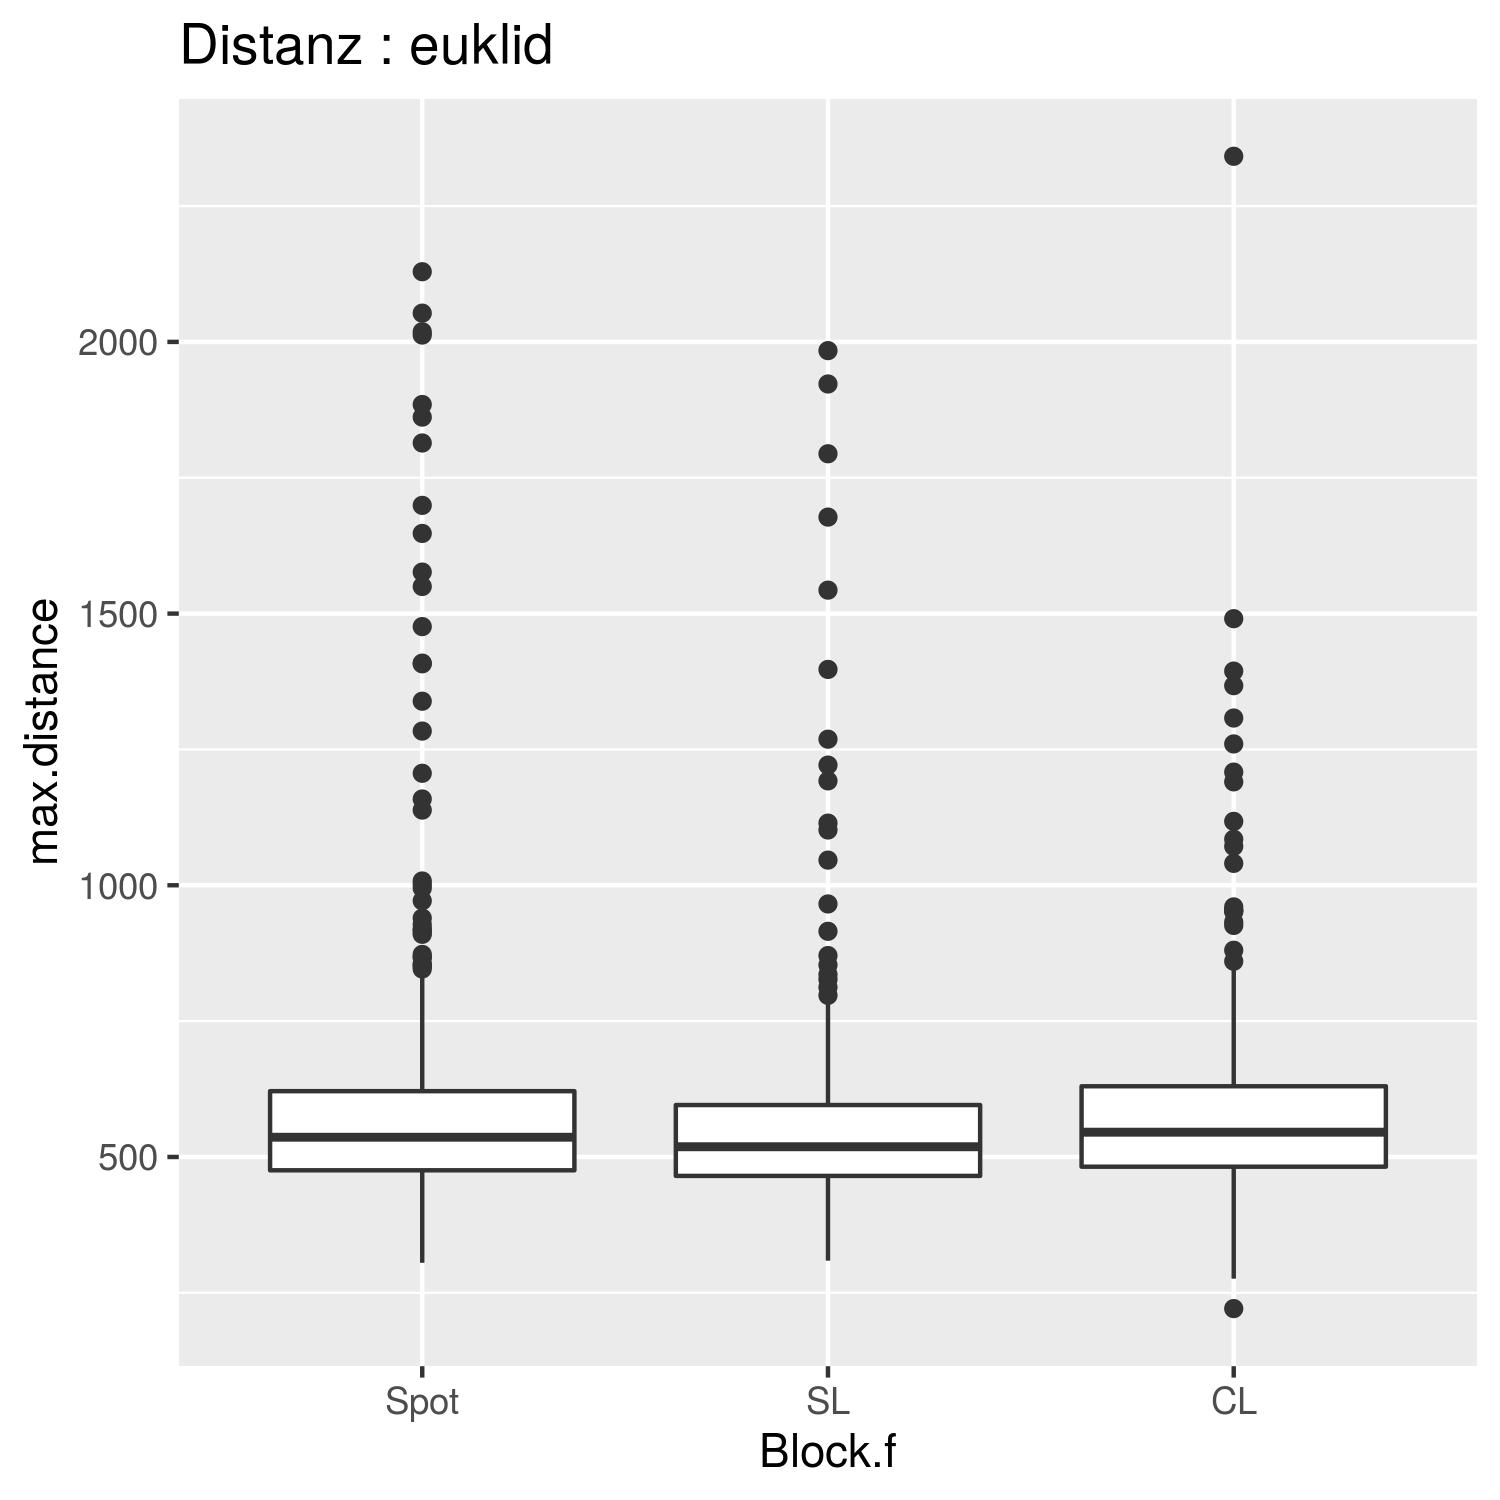 Distanz : euklid
max.distance
2000
1500
1000
500
Spot SL CL
Block.f